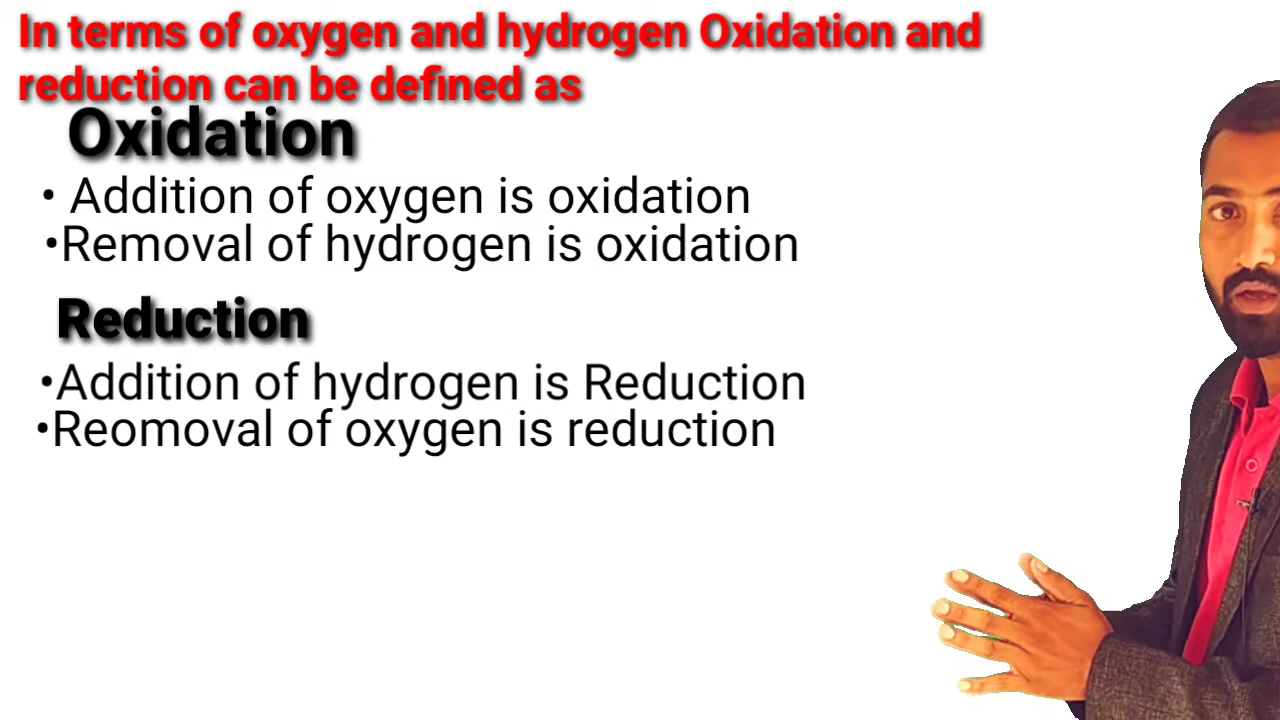 In terms of oxygen and hydrogen Oxidation and
reduction can be defined as
Oxidation
• Addition of oxygen is oxidation
•Removal of hydrogen is oxidation
Reduction
•Addition of hydrogen is Reduction
•Reomoval of oxygen is reduction